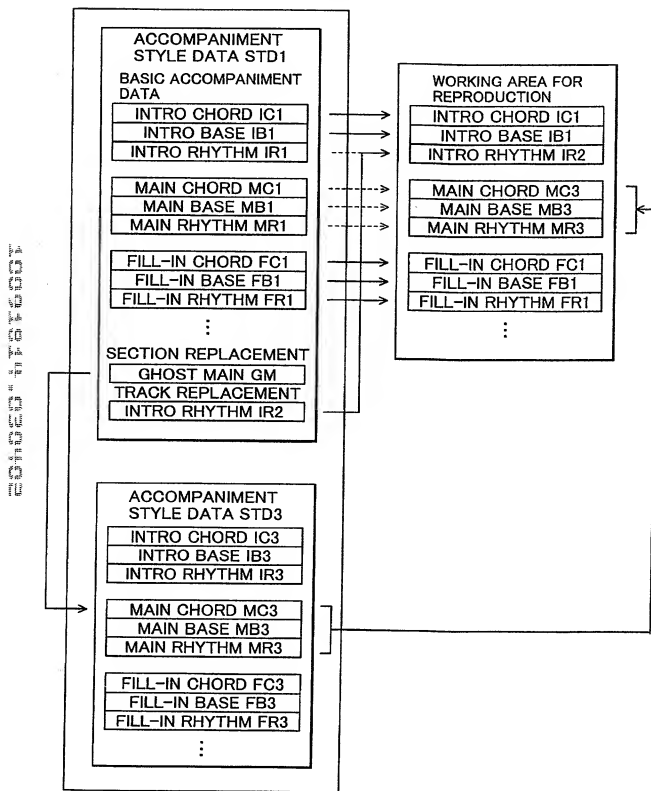 ACCOMPANIMENT
STYLE DATA STD1
BASIC ACCOMPANIMENT
DATA
INTRO CHORD IC1
INTRO BASE IB1
INTRO RHYTHM IR1
MAIN CHORD MC1
MAIN BASE MB1
MAIN RHYTHM MR1
FILL-IN CHORD FC1
FILL-IN BASE FB1
FILL-IN RHYTHM FR1
SECTION REPLACEMENT
GHOST MAIN GM
TRACK REPLACEMENT
INTRO RHYTHM IR2
WORKING AREA FOR
REPRODUCTION
INTRO CHORD IC1
INTRO BASE IB1
INTRO RHYTHM IR2
MAIN CHORD MC3
MAIN BASE MB3
MAIN RHYTHM MR3
FILL-IN CHORD FC1
FILL-IN BASE FB1
FILL-IN RHYTHM FR1
ACCOMPANIMENT
STYLE DATA STD3
INTRO CHORD IC3
INTRO BASE IB3
INTRO RHYTHM IR3
MAIN CHORD MC3
MAIN BASE MB3
MAIN RHYTHM MR3
FILL-IN CHORD FC3
FILL-IN BASE FB3
FILL-IN RHYTHM FR3